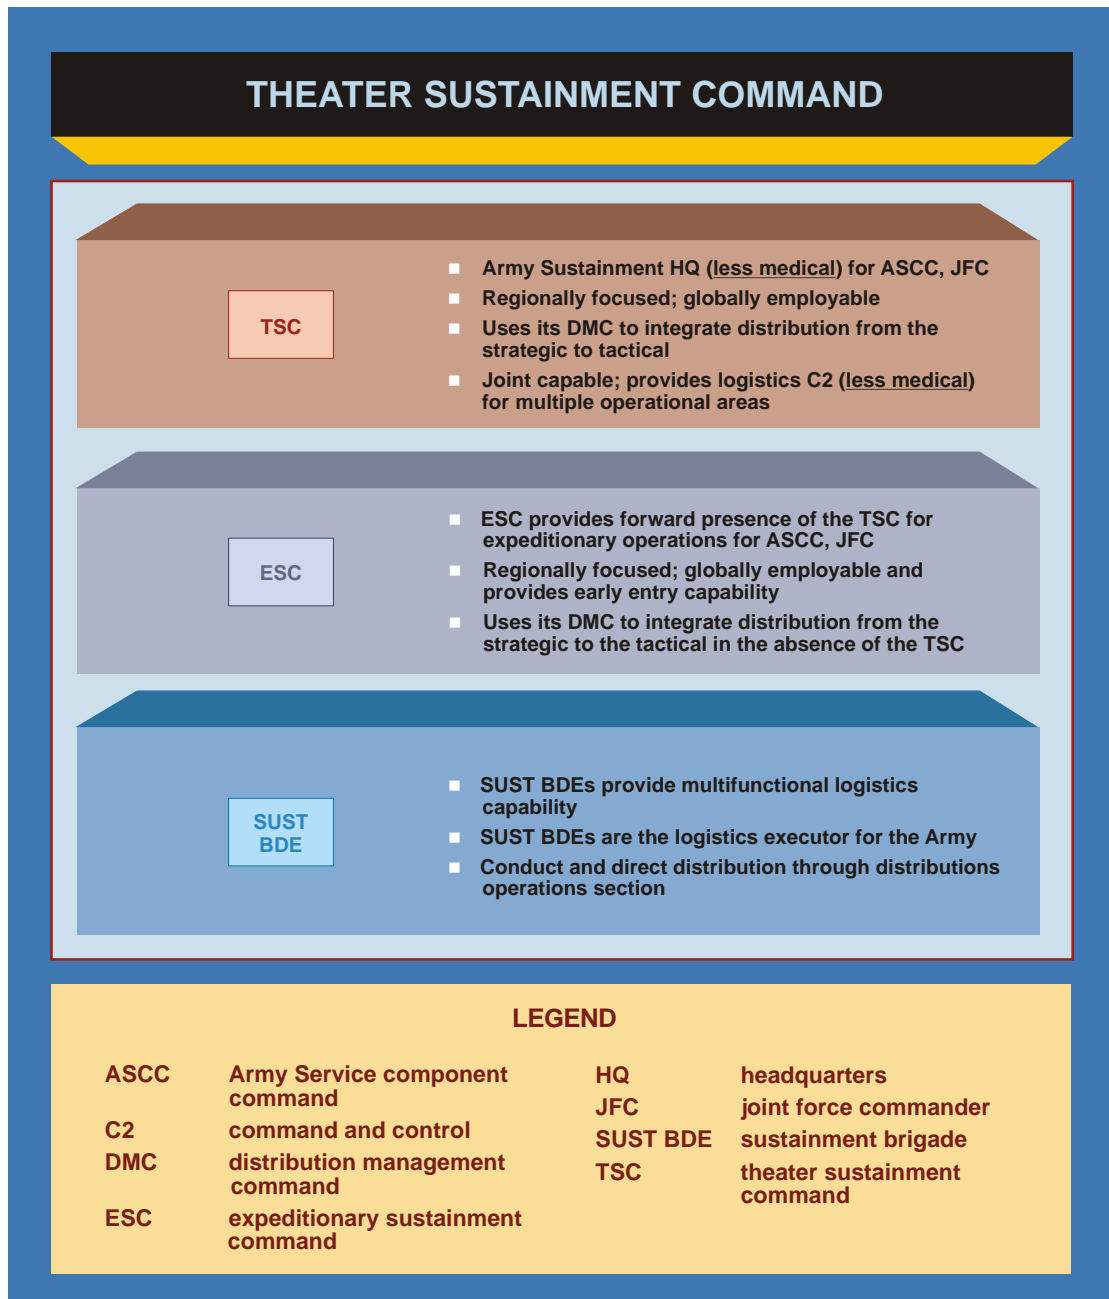 THEATER SUSTAINMENT COMMAND
TSC
Army Sustainment HQ (less medical) for ASCC, JFC
Regionally focused; globally employable
Uses its DMC to integrate distribution from the
strategic to tactical
Joint capable; provides logistics C2 (less medical)
for multiple operational areas
ESC
ESC provides forward presence of the TSC for
expeditionary operations for ASCC, JFC
Regionally focused; globally employable and
provides early entry capability
Uses its DMC to integrate distribution from the
strategic to the tactical in the absence of the TSC
SUST
BDE
SUST BDEs provide multifunctional logistics
capability
SUST BDEs are the logistics executor for the Army
Conduct and direct distribution through distributions
operations section
LEGEND
ASCC Army Service component
command
C2 command and control
DMC distribution management
command
ESC expeditionary sustainment
command
HQ headquarters
JFC joint force commander
SUST BDE sustainment brigade
TSC theater sustainment
command